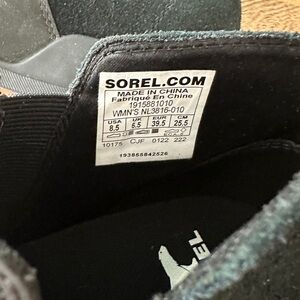 SOREL.COM
MADE IN CHINA
Fabriqué En Chine
1915881010
WMN'S NL3816-010
USA UK EUR CM
8.5 6.5 39.5 25.5
10175 CJF 0122 222
193855842526
EL